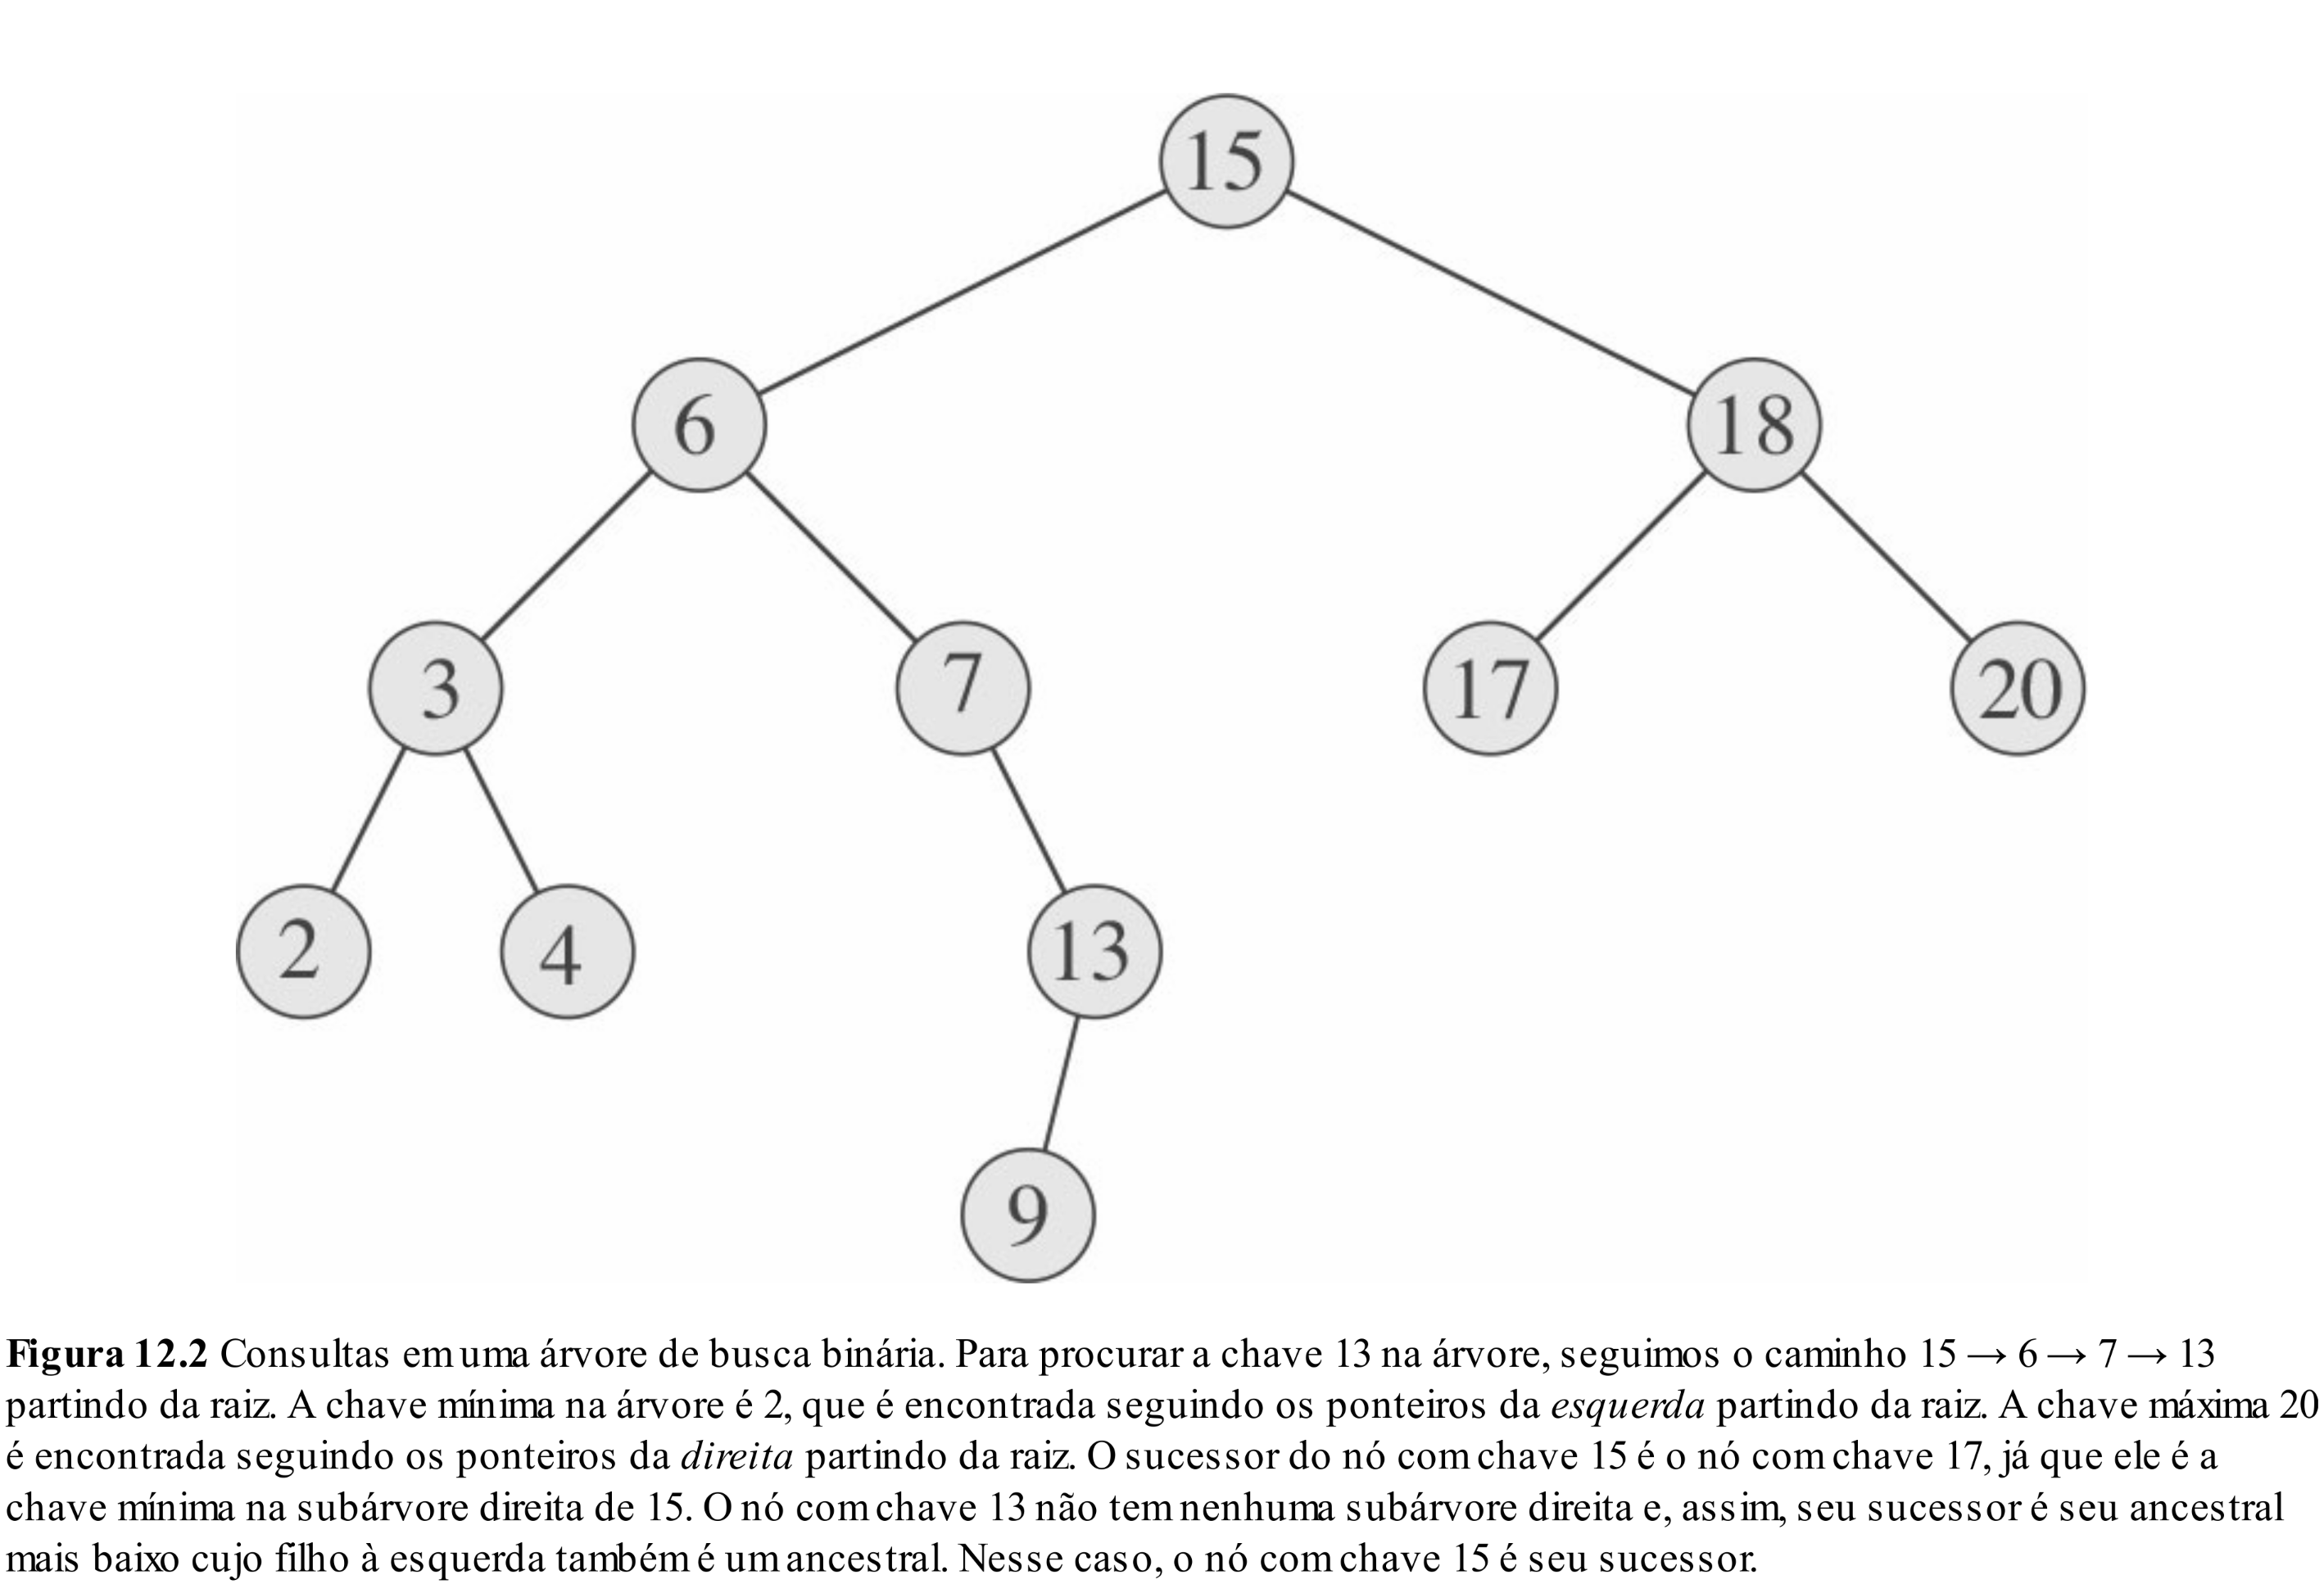 15
6
18
3
7
17
20
2
4
13
9
Figura 12.2 Consultas em uma árvore de busca binária. Para procurar a chave 13 na árvore, seguimos o caminho 15 → 6 → 7 → 13
partindo da raiz. A chave mínima na árvore é 2, que é encontrada seguindo os ponteiros da esquerda partindo da raiz. A chave máxima 20
é encontrada seguindo os ponteiros da direita partindo da raiz. O sucessor do nó com chave 15 é o nó com chave 17, já que ele é a
chave mínima na subárvore direita de 15. O nó com chave 13 não tem nenhuma subárvore direita e, assim, seu sucessor é seu ancestral
mais baixo cujo filho à esquerda também é um ancestral. Nesse caso, o nó com chave 15 é seu sucessor.